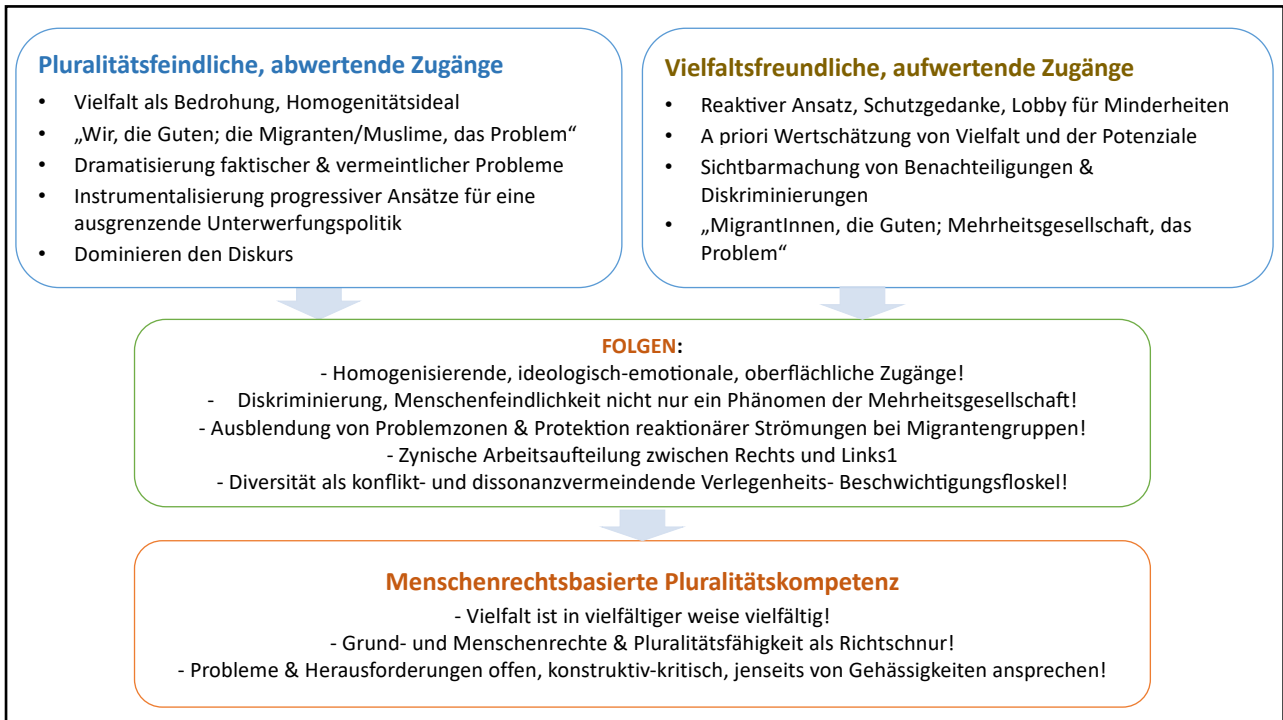 Pluralitätsfeindliche, abwertende Zugänge
• Vielfalt als Bedrohung, Homogenitätsideal
• „Wir, die Guten; die Migranten/Muslime, das Problem“
• Dramatisierung faktischer & vermeintlicher Probleme
• Instrumentalisierung progressiver Ansätze für eine
ausgrenzende Unterwerfungspolitik
• Dominieren den Diskurs
Vielfaltsfreundliche, aufwertende Zugänge
• Reaktiver Ansatz, Schutzgedanke, Lobby für Minderheiten
• A priori Wertschätzung von Vielfalt und der Potenziale
• Sichtbarmachung von Benachteiligungen &
Diskriminierungen
• „MigrantInnen, die Guten; Mehrheitsgesellschaft, das
Problem“
FOLGEN:
- Homogenisierende, ideologisch-emotionale, oberflächliche Zugänge!
- Diskriminierung, Menschenfeindlichkeit nicht nur ein Phänomen der Mehrheitsgesellschaft!
- Ausblendung von Problemzonen & Protektion reaktionärer Strömungen bei Migrantengruppen!
- Zynische Arbeitsaufteilung zwischen Rechts und Links1
- Diversität als konflikt- und dissonanzvermeindende Verlegenheits- Beschwichtigungsfloskel!
Menschenrechtsbasierte Pluralitätskompetenz
- Vielfalt ist in vielfältiger weise vielfältig!
- Grund- und Menschenrechte & Pluralitätsfähigkeit als Richtschnur!
- Probleme & Herausforderungen offen, konstruktiv-kritisch, jenseits von Gehässigkeiten ansprechen!